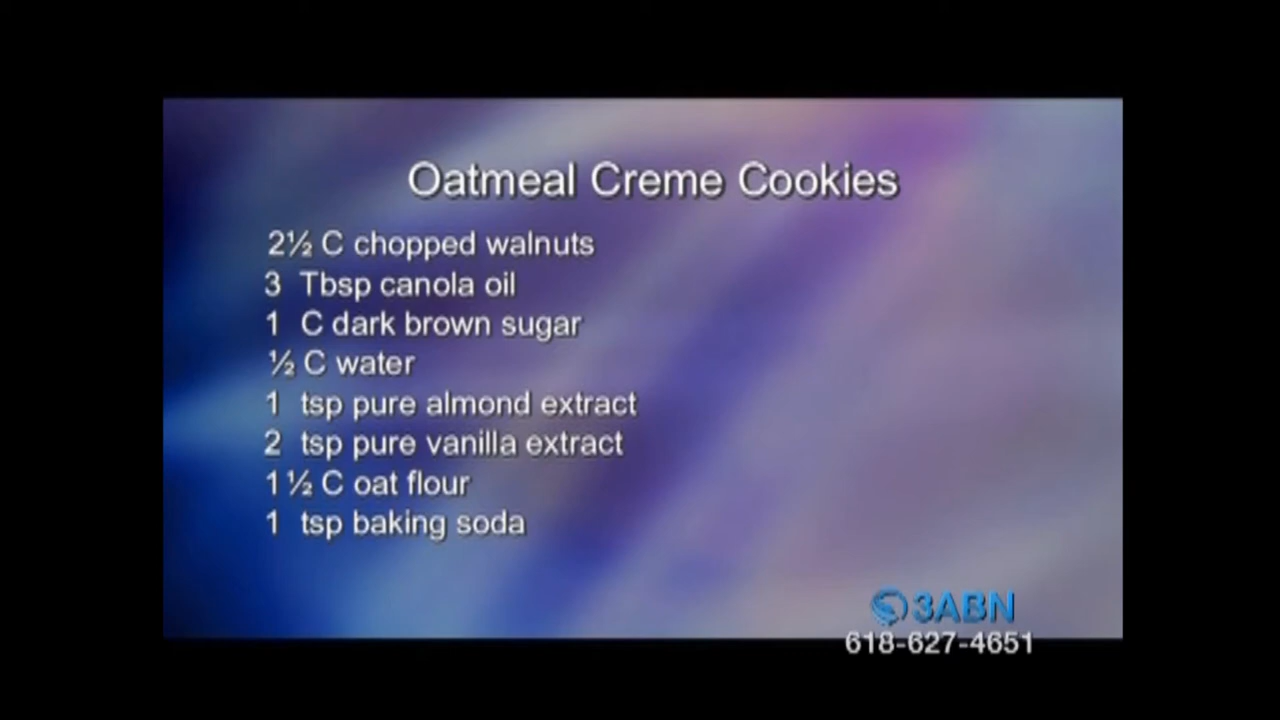 Oatmeal Creme Cookies
2½ C chopped walnuts
3 Tbsp canola oil
1 C dark brown sugar
½ C water
1 tsp pure almond extract
2 tsp pure vanilla extract
1 ½ C oat flour
1 tsp baking soda
3ABN
618-627-4651